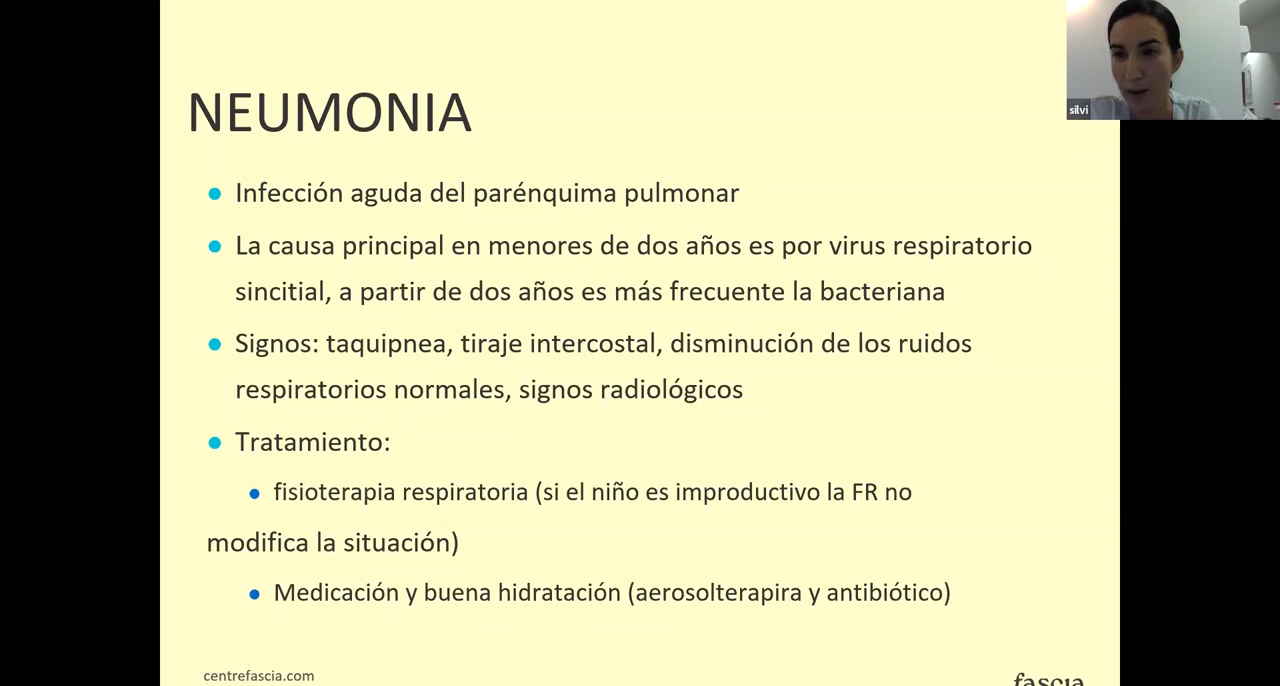 silvi
NEUMONIA
Infección aguda del parénquima pulmonar
La causa principal en menores de dos años es por virus respiratorio
sincitial, a partir de dos años es más frecuente la bacteriana
Signos: taquipnea, tiraje intercostal, disminución de los ruidos
respiratorios normales, signos radiológicos
Tratamiento:
fisioterapia respiratoria (si el niño es improductivo la FR no
modifica la situación)
Medicación y buena hidratación (aerosolterapira y antibiótico)
centrefascia.com
fascia